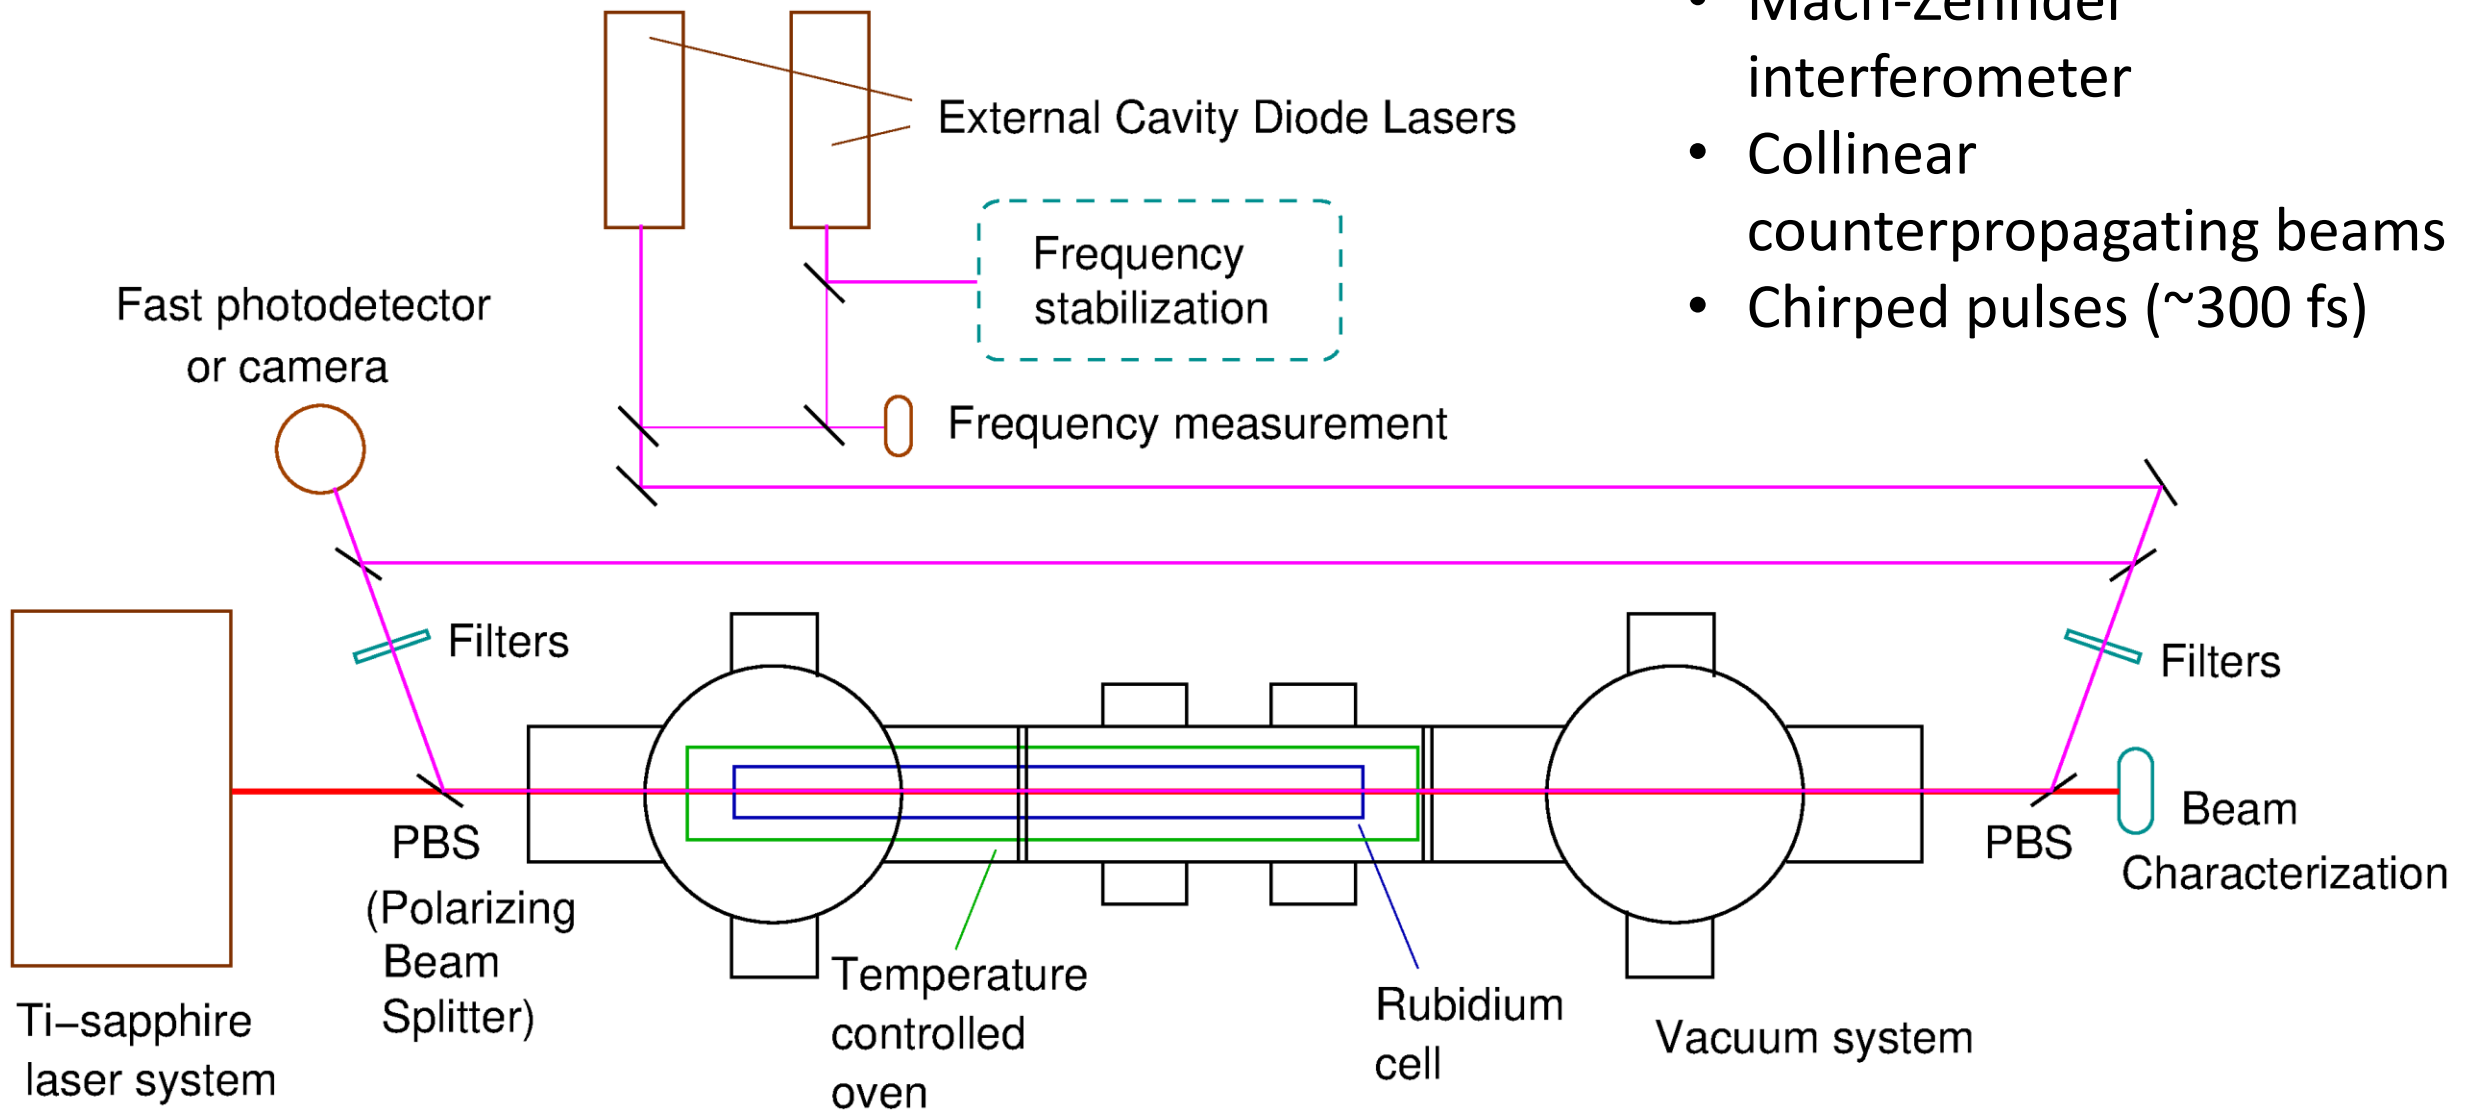 • Mach-Zehnder
interferometer
• Collinear
counterpropagating beams
• Chirped pulses (~300 fs)
External Cavity Diode Lasers
Frequency
stabilization
Fast photodetector
or camera
Frequency measurement
Filters
Filters
PBS
(Polarizing
Beam
Splitter)
PBS
Beam
Characterization
Ti–sapphire
laser system
Temperature
controlled
oven
Rubidium
cell
Vacuum system